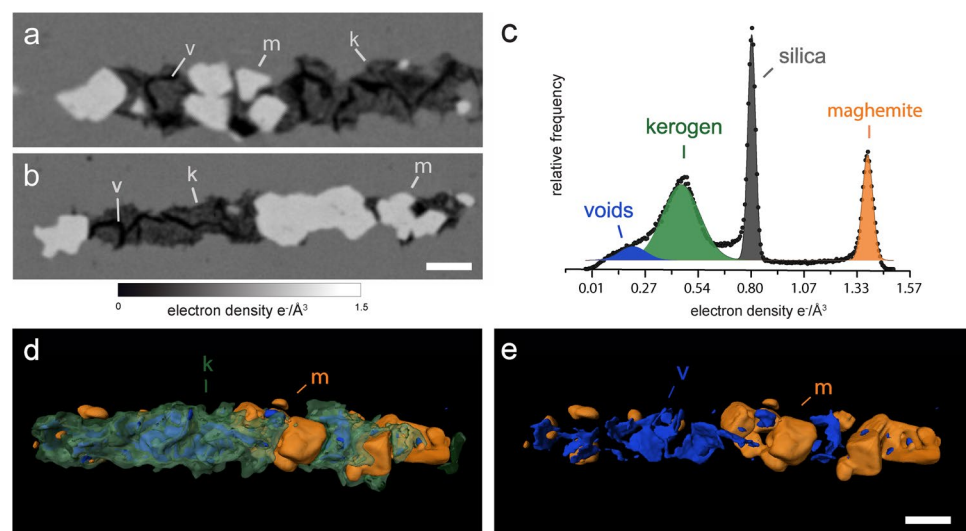 a
v
m
k
b
v
k
m
0
1.5
electron density e⁻/Å³
c
relative frequency
voids
kerogen
silica
maghemite
0.01 0.27 0.54 0.80 1.07 1.33 1.57
electron density e⁻/Å³
d
k
m
e
v
m